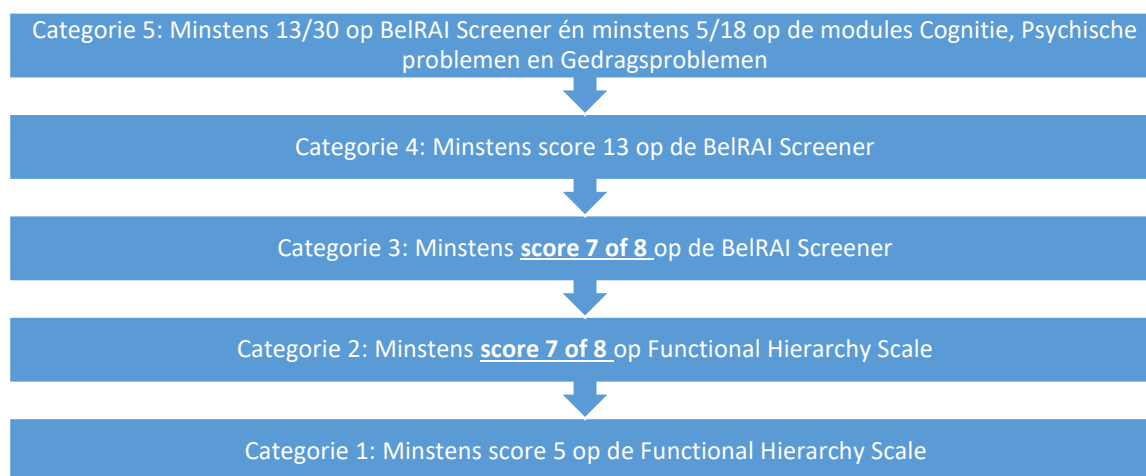 Categorie 5: Minstens 13/30 op BelRAI Screener én minstens 5/18 op de modules Cognitie, Psychische
problemen en Gedragsproblemen
Categorie 4: Minstens score 13 op de BelRAI Screener
Categorie 3: Minstens score 7 of 8 op de BelRAI Screener
Categorie 2: Minstens score 7 of 8 op Functional Hierarchy Scale
Categorie 1: Minstens score 5 op de Functional Hierarchy Scale